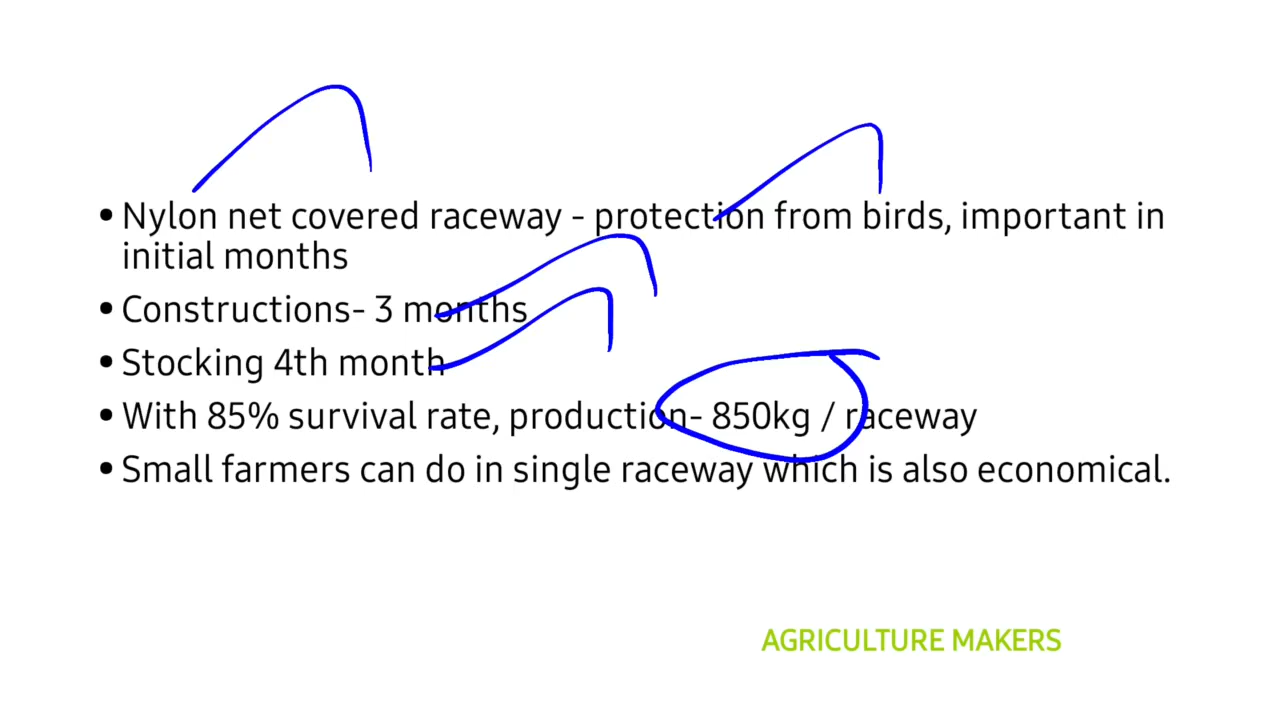 • Nylon net covered raceway - protection from birds, important in
initial months
• Constructions- 3 months
• Stocking 4th month
• With 85% survival rate, production- 850kg / raceway
• Small farmers can do in single raceway which is also economical.
AGRICULTURE MAKERS